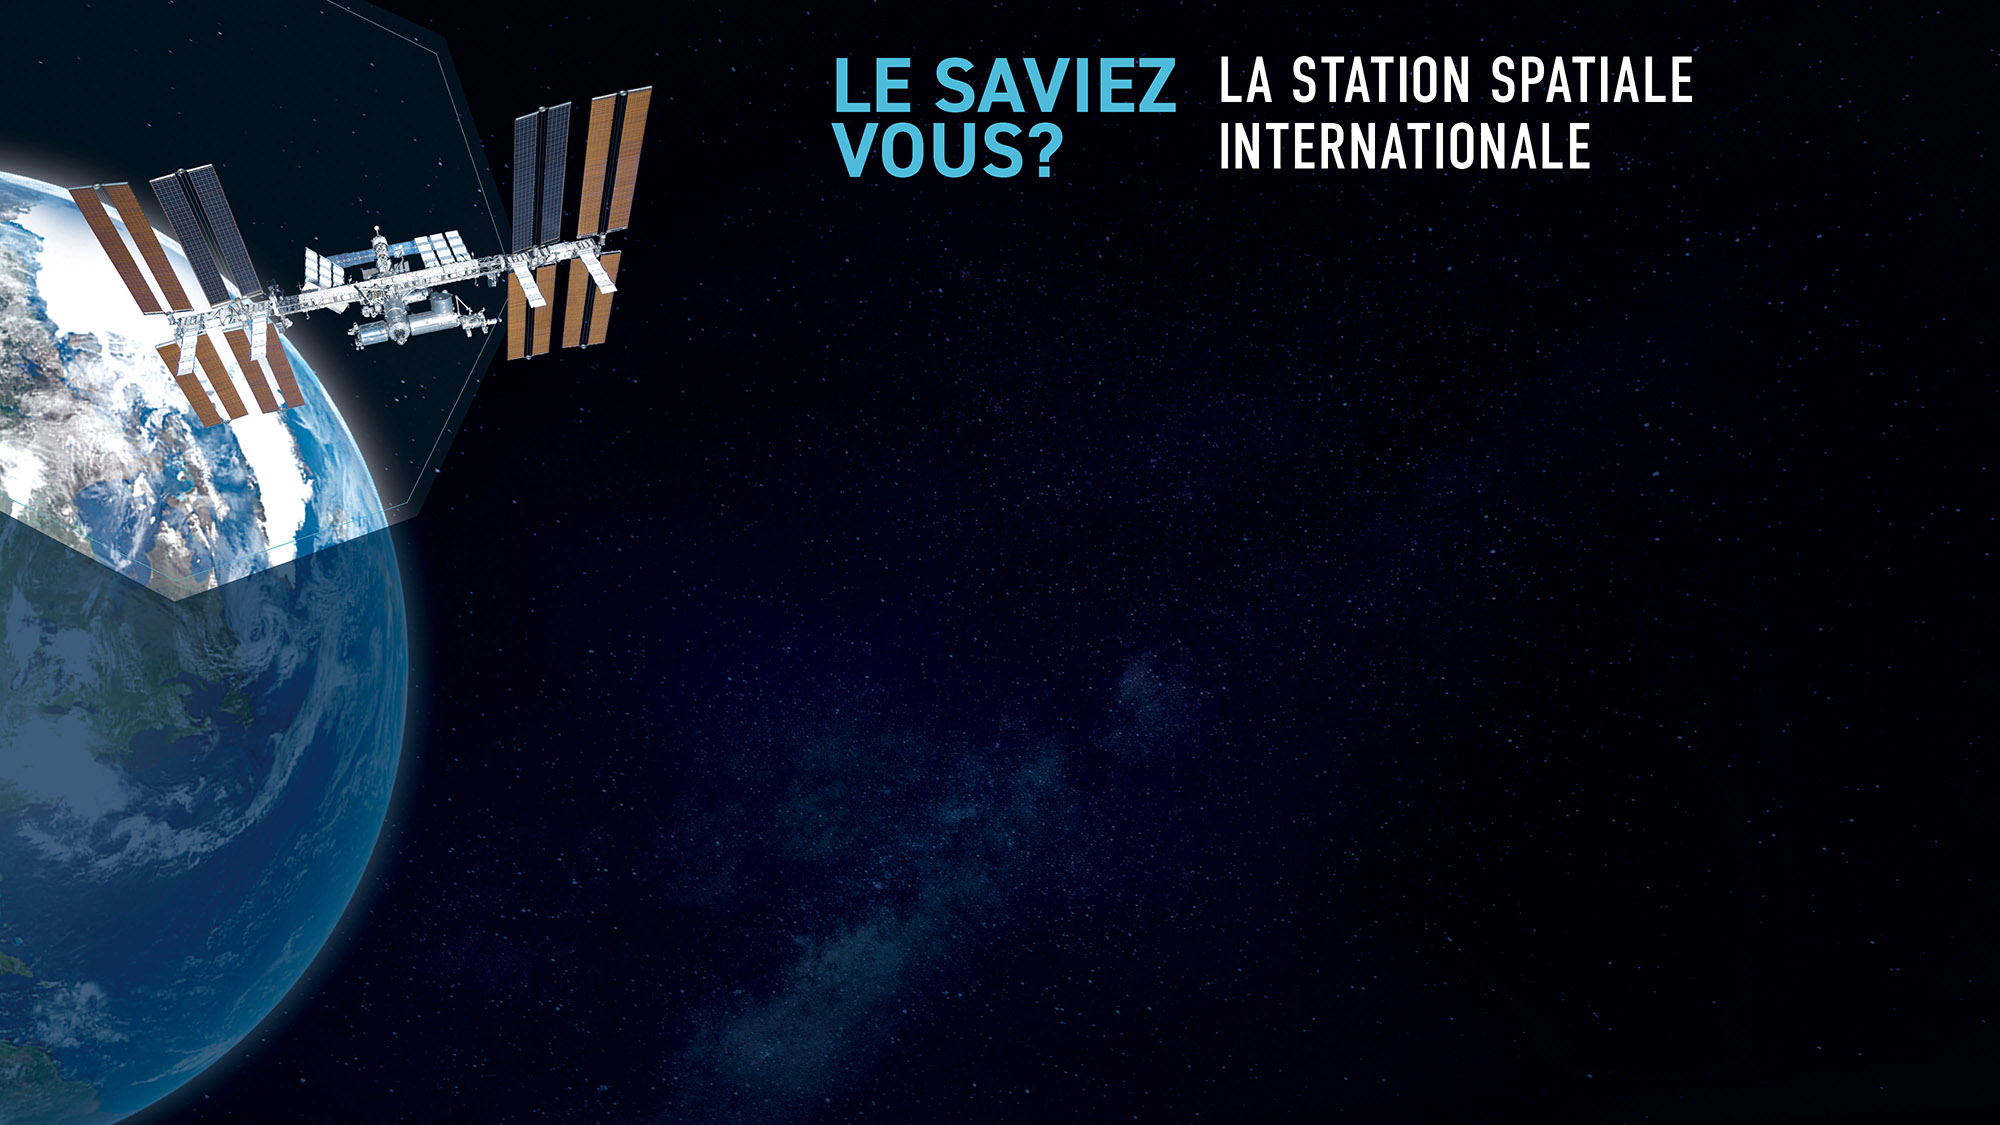 LE SAVIEZ
VOUS?
LA STATION SPATIALE
INTERNATIONALE